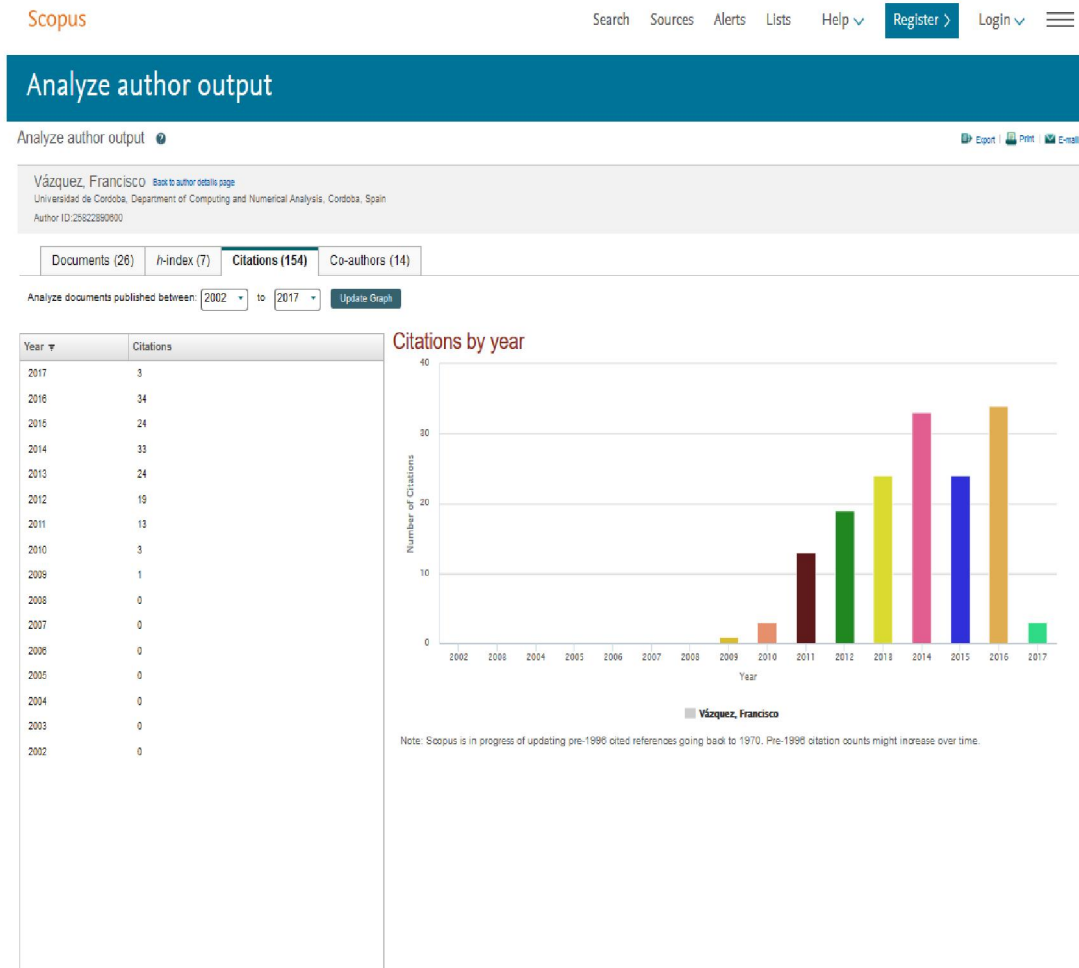 Scopus
Search Sources Alerts Lists Help Register > Login
Analyze author output
Analyze author output ?
Export | Print | E-mail
Vázquez, Francisco Back to author details page
Universidad de Cordoba, Department of Computing and Numerical Analysis, Cordoba, Spain
Author ID:25822890600
Documents (26) h-index (7) Citations (154) Co-authors (14)
Analyze documents published between: 2002 to 2017 Update Graph
Year Citations
2017 3
2016 34
2015 24
2014 33
2013 24
2012 19
2011 13
2010 3
2009 1
2008 0
2007 0
2006 0
2005 0
2004 0
2003 0
2002 0
Citations by year
40
30
20
10
0
Number of Citations
2002 2003 2004 2005 2006 2007 2008 2009 2010 2011 2012 2013 2014 2015 2016 2017
Year
Vázquez, Francisco
Note: Scopus is in progress of updating pre-1996 cited references going back to 1970. Pre-1996 citation counts might increase over time.